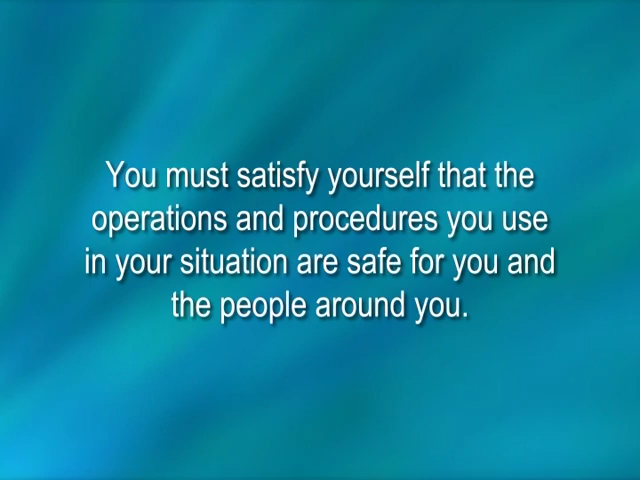 You must satisfy yourself that the
operations and procedures you use
in your situation are safe for you and
the people around you.